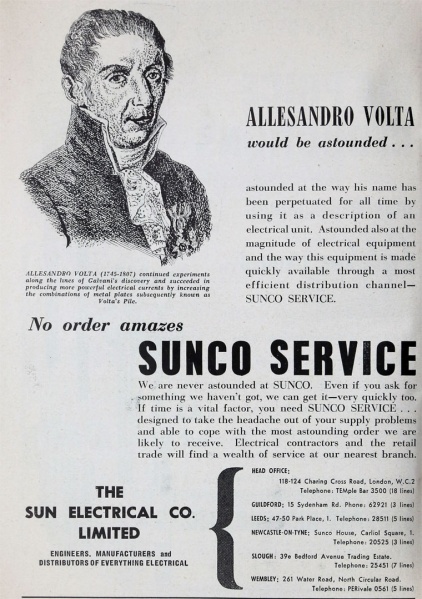 ALLESANDRO VOLTA
would be astounded . . .
astounded at the way his name has
been perpetuated for all time by
using it as a description of an
electrical unit. Astounded also at the
magnitude of electrical equipment
and the way this equipment is made
quickly available through a most
efficient distribution channel—
SUNCO SERVICE.
ALLESANDRO VOLTA (1745-1807) continued experiments
along the lines of Galvani's discovery and succeeded in
producing more powerful electrical currents by increasing
the combinations of metal plates subsequently known as
Volta's Pile.
No order amazes
SUNCO SERVICE
We are never astounded at SUNCO. Even if you ask for
something we haven't got, we can get it—very quickly too.
If time is a vital factor, you need SUNCO SERVICE . . .
designed to take the headache out of your supply problems
and able to cope with the most astounding order we are
likely to receive. Electrical contractors and the retail
trade will find a wealth of service at our nearest branch.
THE
SUN ELECTRICAL CO.
LIMITED
ENGINEERS, MANUFACTURERS and
DISTRIBUTORS OF EVERYTHING ELECTRICAL
HEAD OFFICE;
118-124 Charing Cross Road, London, W.C.2
Telephone: TEMple Bar 3500 (18 lines)
GUILDFORD; 15 Sydenham Rd. Phone: 62921 (3 lines)
LEEDS; 47-50 Park Place, 1. Telephone: 28511 (5 lines)
NEWCASTLE-ON-TYNE; Sunco House, Carliol Square, 1.
Telephone: 20525 (3 lines)
SLOUGH: 39e Bedford Avenue Trading Estate.
Telephone: 25451 (7 lines)
WEMBLEY; 261 Water Road, North Circular Road.
Telephone: PERivale 0561 (5 lines)